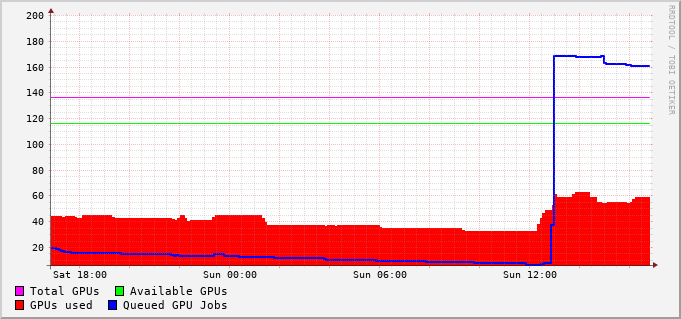 200
180
160
140
120
100
80
60
40
20
Sat 18:00 Sun 00:00 Sun 06:00 Sun 12:00
Total GPUs Available GPUs
GPUs used Queued GPU Jobs
RRDTOOL / TOBI OETIKER